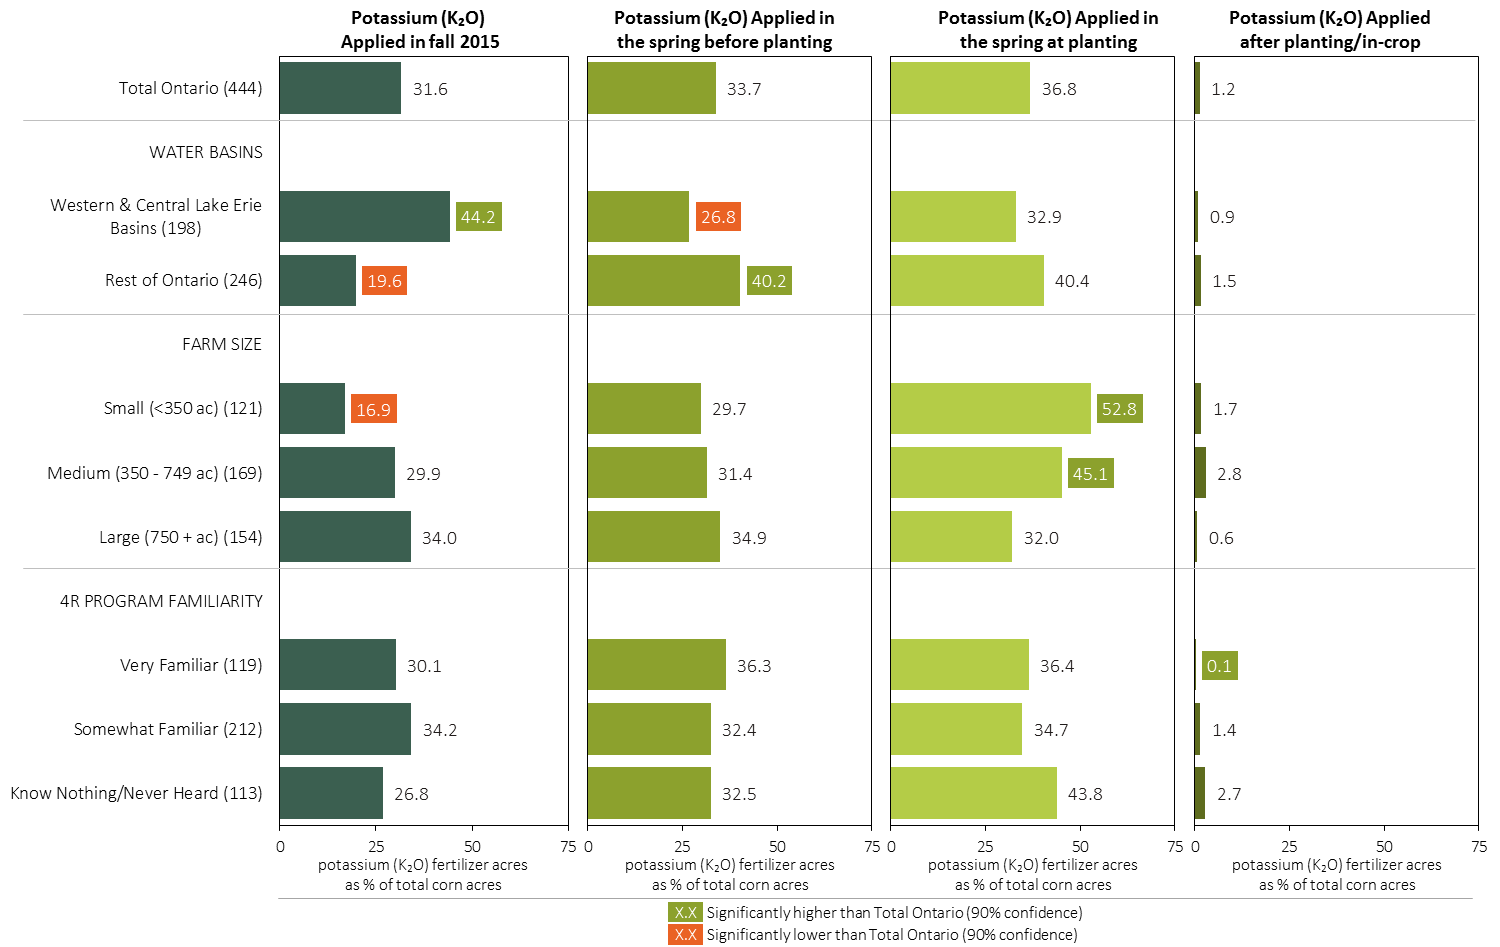 Potassium (K₂O)
Applied in fall 2015
Potassium (K₂O) Applied in
the spring before planting
Potassium (K₂O) Applied in
the spring at planting
Potassium (K₂O) Applied
after planting/in-crop
Total Ontario (444) 31.6 33.7 36.8 1.2
WATER BASINS
Western & Central Lake Erie
Basins (198) 44.2 26.8 32.9 0.9
Rest of Ontario (246) 19.6 40.2 40.4 1.5
FARM SIZE
Small (<350 ac) (121) 16.9 29.7 52.8 1.7
Medium (350 - 749 ac) (169) 29.9 31.4 45.1 2.8
Large (750 + ac) (154) 34.0 34.9 32.0 0.6
4R PROGRAM FAMILIARITY
Very Familiar (119) 30.1 36.3 36.4 0.1
Somewhat Familiar (212) 34.2 32.4 34.7 1.4
Know Nothing/Never Heard (113) 26.8 32.5 43.8 2.7
0 25 50 75 0 25 50 75 0 25 50 75 0 25 50 75
potassium (K₂O) fertilizer acres
as % of total corn acres
potassium (K₂O) fertilizer acres
as % of total corn acres
potassium (K₂O) fertilizer acres
as % of total corn acres
potassium (K₂O) fertilizer acres
as % of total corn acres
X.X Significantly higher than Total Ontario (90% confidence)
X.X Significantly lower than Total Ontario (90% confidence)